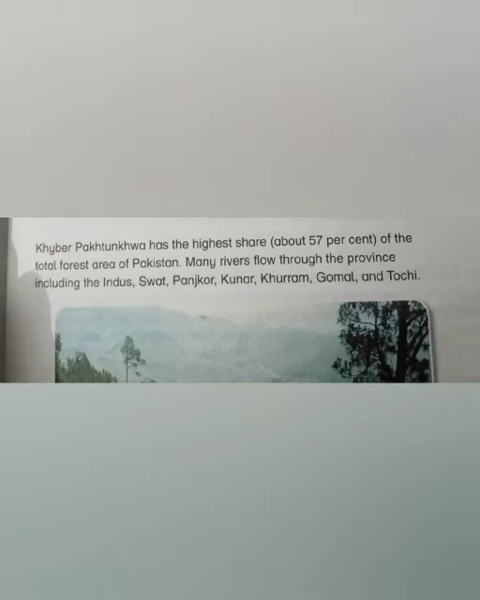 Khyber Pakhtunkhwa has the highest share (about 57 per cent) of the
total forest area of Pakistan. Many rivers flow through the province
including the Indus, Swat, Panjkor, Kunar, Khurram, Gomal, and Tochi.